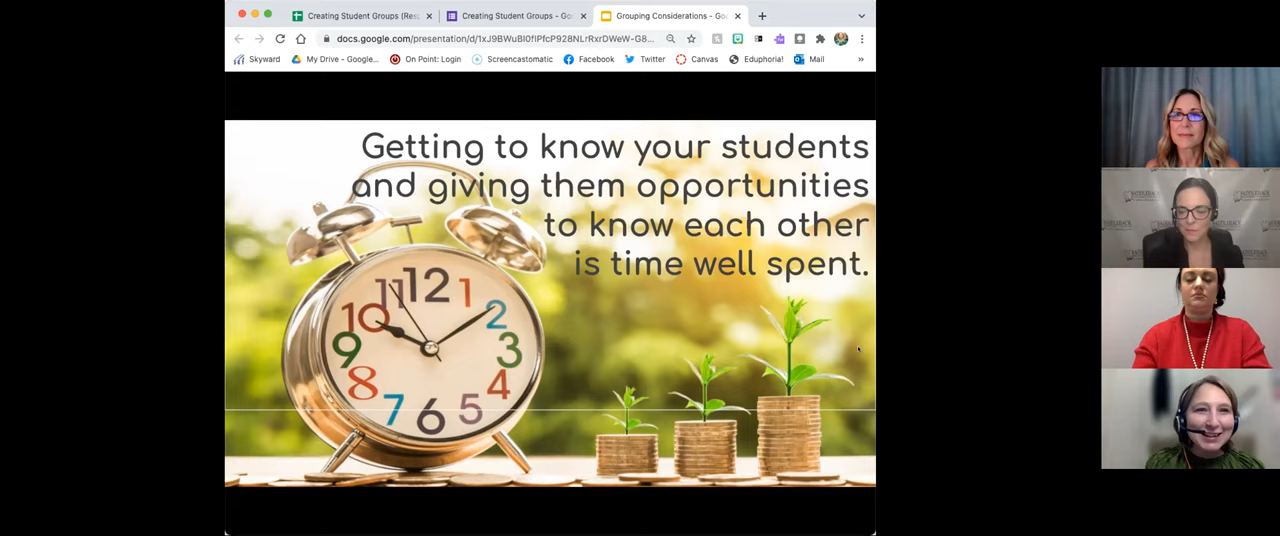 Creating Student Groups (Res
Creating Student Groups - Go
Grouping Considerations - Go
docs.google.com/presentation/d/1xJ9BWuBI0fIPfcP928NLrRxrDWeW-G8...
Skyward
My Drive - Google...
On Point: Login
Screencastomatic
Facebook
Twitter
Canvas
Eduphoria!
Mail
Getting to know your students
and giving them opportunities
to know each other
is time well spent.
12
11
1
10
2
9
3
8
4
7
6
5